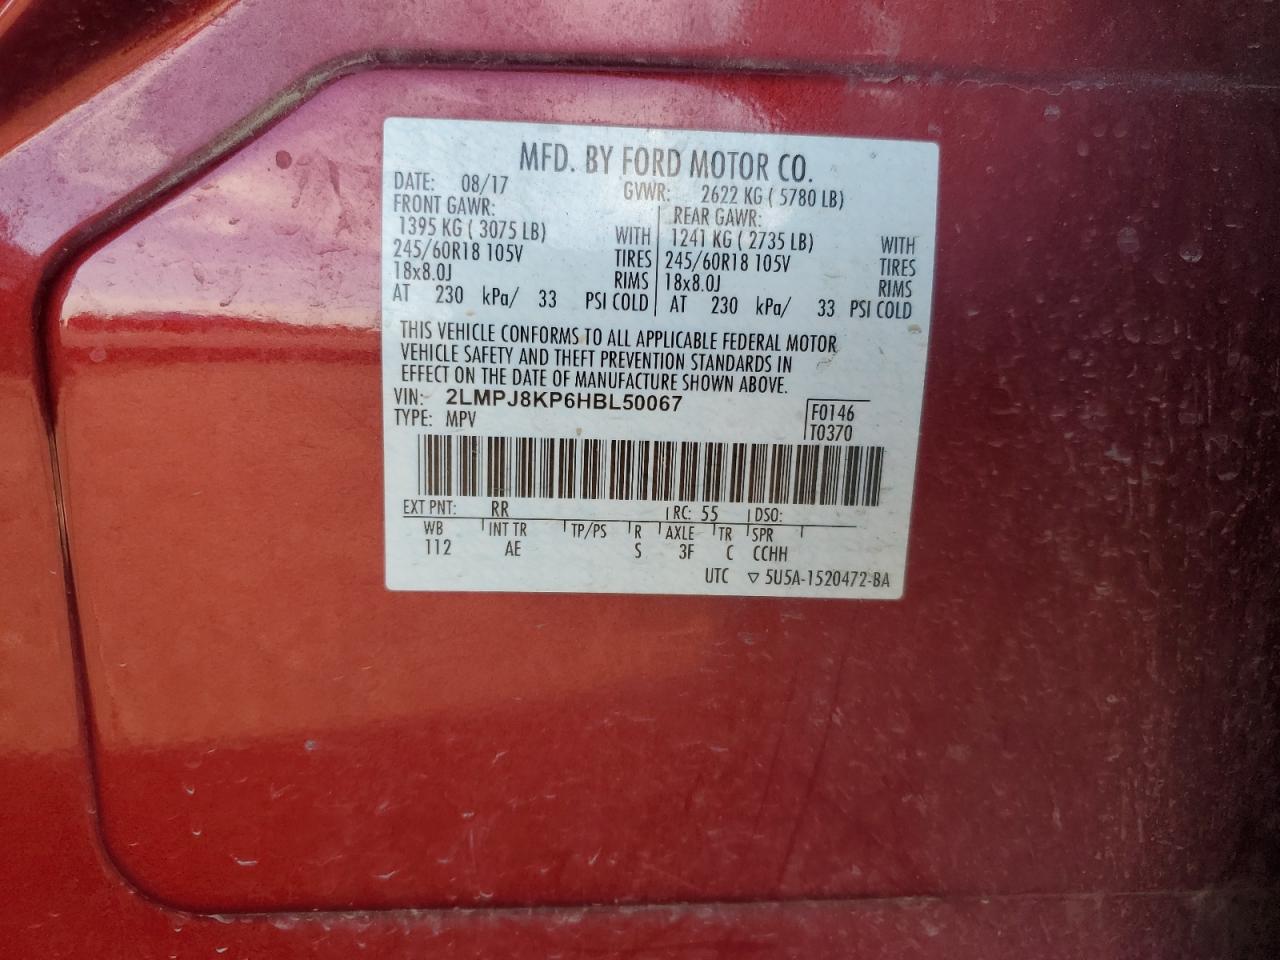 MFD. BY FORD MOTOR CO.
DATE: 08/17 GVWR: 2622 KG ( 5780 LB)
FRONT GAWR: REAR GAWR:
1395 KG ( 3075 LB) WITH 1241 KG ( 2735 LB) WITH
245/60R18 105V TIRES 245/60R18 105V TIRES
18x8.0J RIMS 18x8.0J RIMS
AT 230 kPa/ 33 PSI COLD AT 230 kPa/ 33 PSI COLD
THIS VEHICLE CONFORMS TO ALL APPLICABLE FEDERAL MOTOR
VEHICLE SAFETY AND THEFT PREVENTION STANDARDS IN
EFFECT ON THE DATE OF MANUFACTURE SHOWN ABOVE.
VIN: 2LMPJ8KP6HBL50067 F0146
TYPE: MPV T0370
EXT PNT: RR RC: 55 DSO:
WB INT TR TP/PS R AXLE TR SPR
112 AE S 3F C CCHH
UTC ▽ 5U5A-1520472-BA